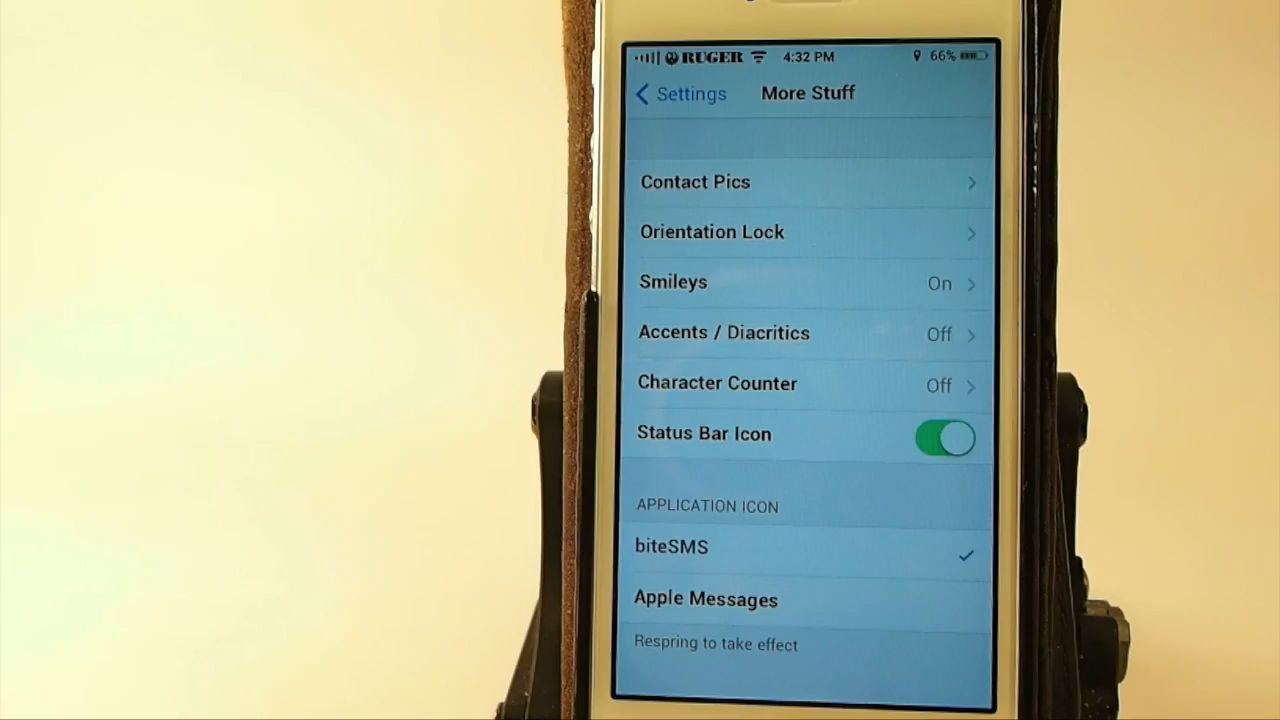 RUGER 4:32 PM 66%
Settings More Stuff
Contact Pics
Orientation Lock
Smileys On
Accents / Diacritics Off
Character Counter Off
Status Bar Icon
APPLICATION ICON
biteSMS
Apple Messages
Respring to take effect